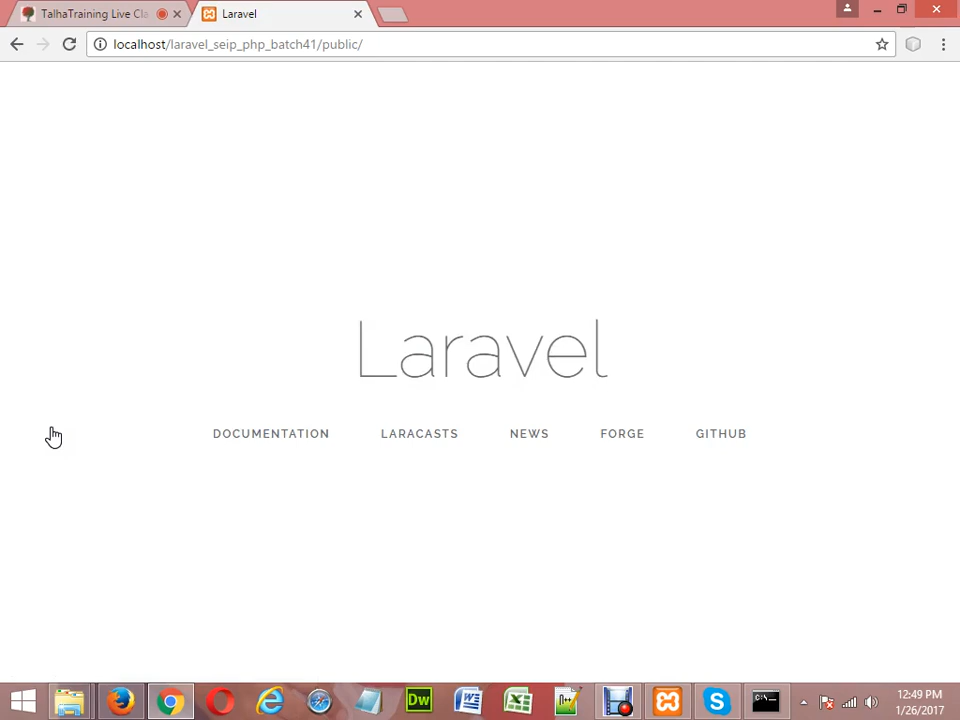 TalhaTraining Live Cla
Laravel
localhost/laravel_seip_php_batch41/public/
Laravel
DOCUMENTATION LARACASTS NEWS FORGE GITHUB
Dw
12:49 PM
1/26/2017